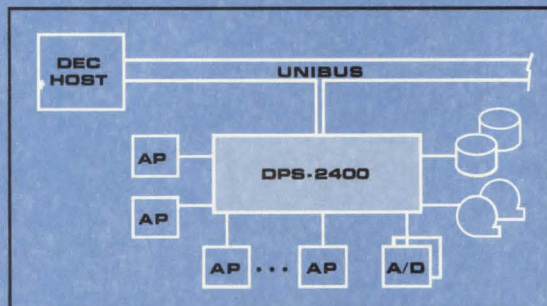 DEC
HOST
UNIBUS
AP
DPS-2400
AP
AP ... AP A/D